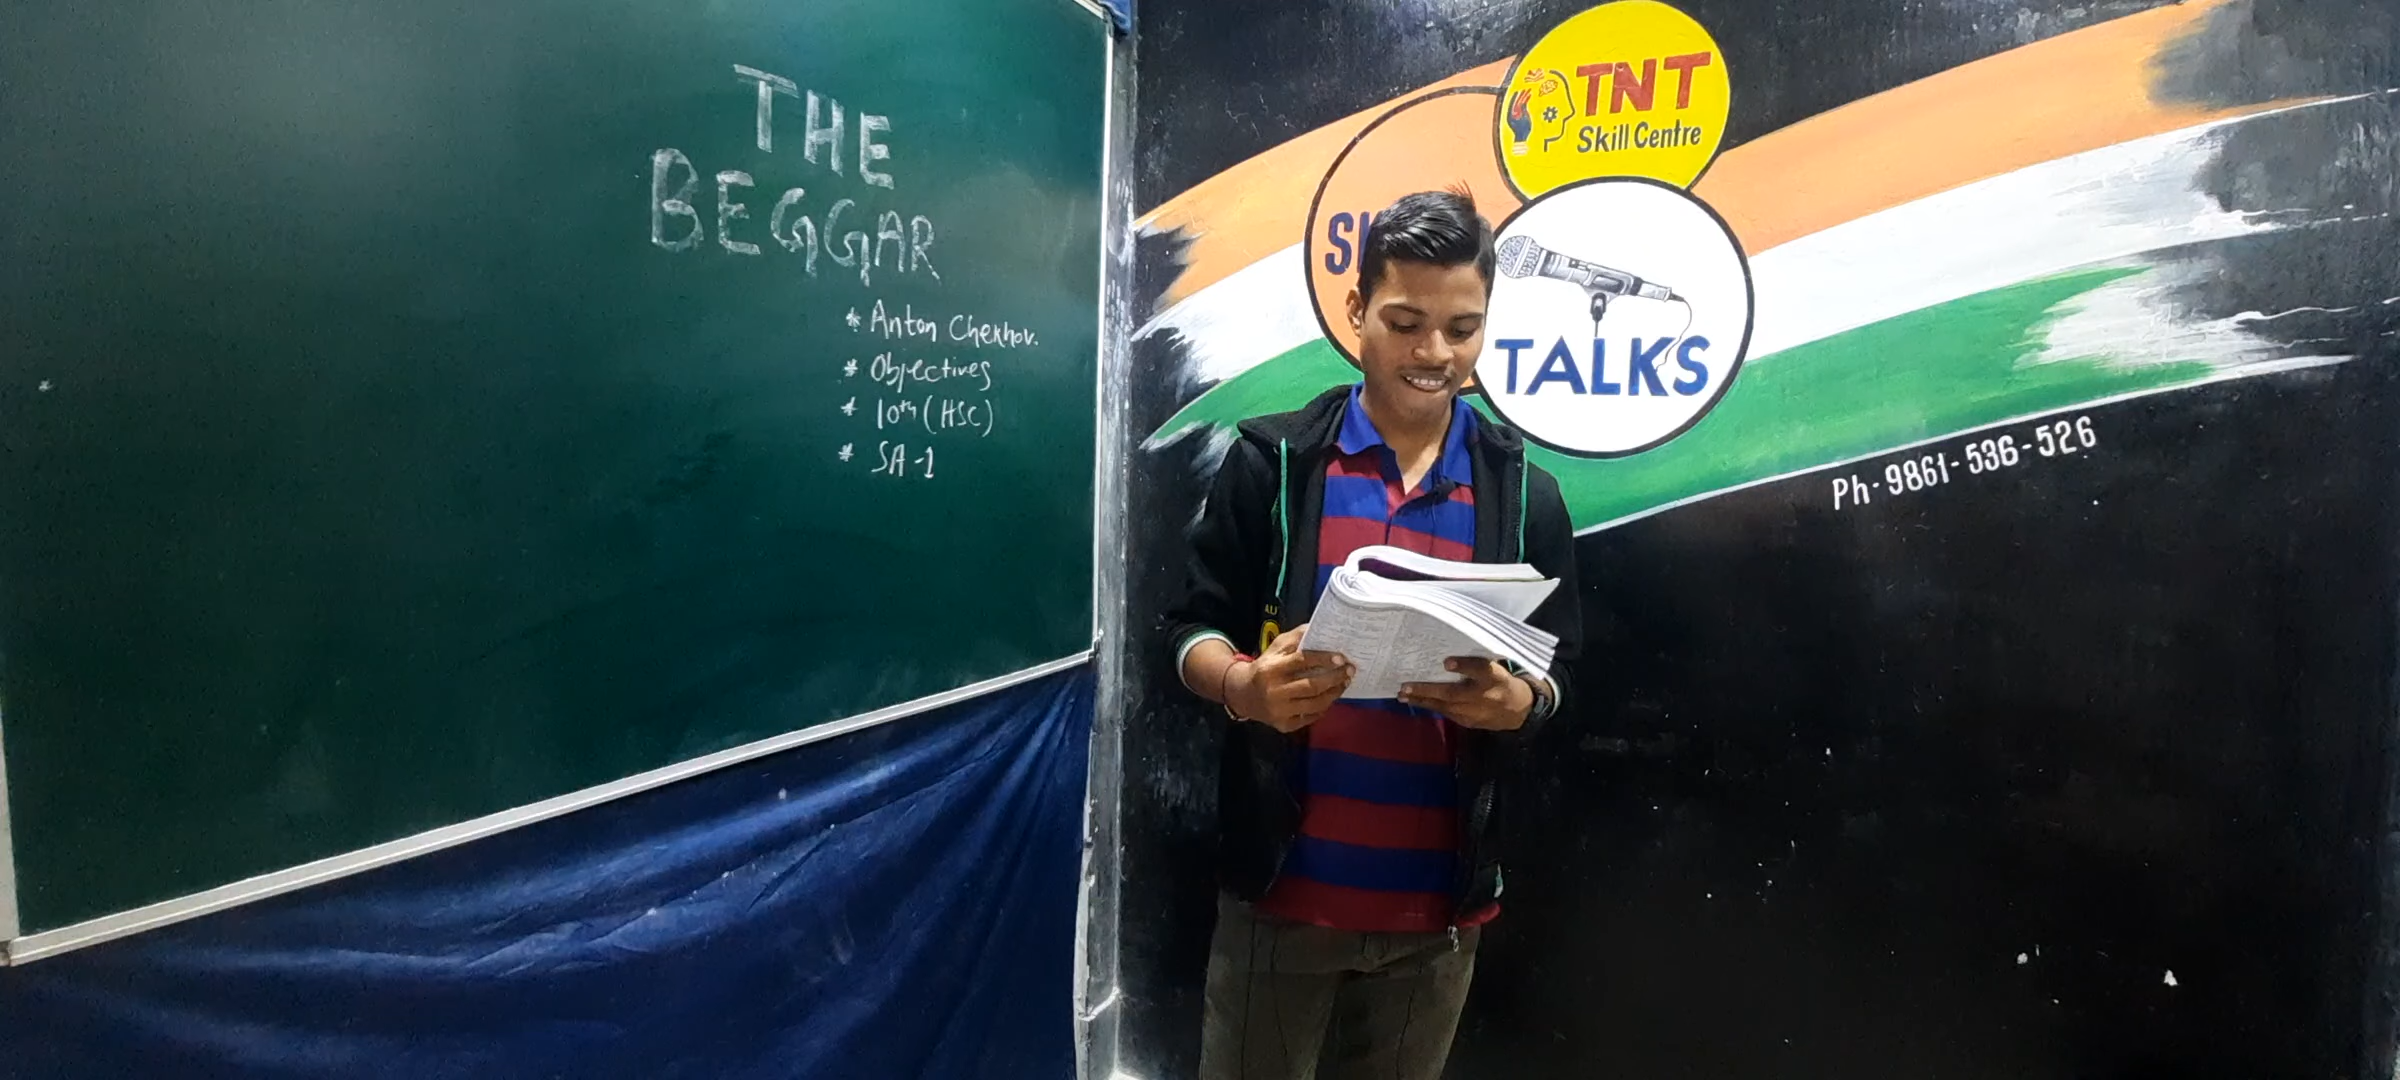 THE
BEGGAR
* Anton Chekhov.
* Objectives
* 10th (HSC)
* SA-1
TNT
Skill Centre
TALKS
Ph-9861-536-526